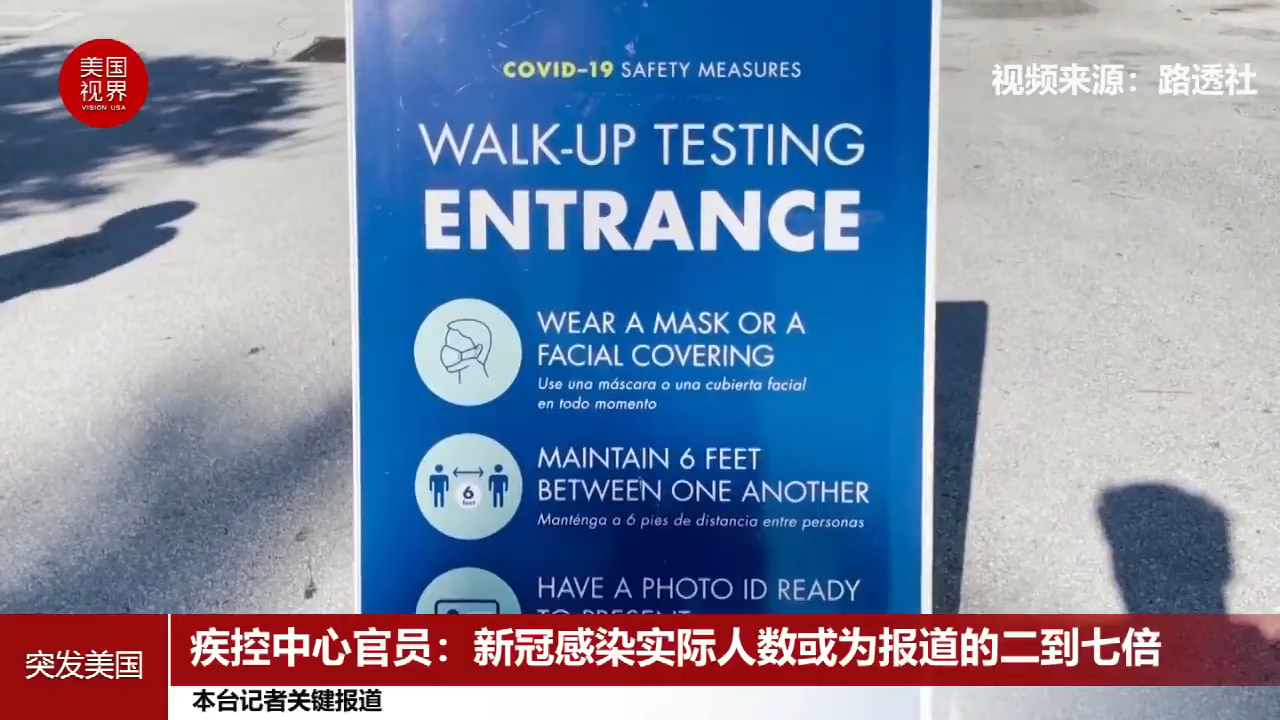 美国
视界
VISION USA
视频来源：路透社
COVID-19 SAFETY MEASURES
WALK-UP TESTING
ENTRANCE
WEAR A MASK OR A
FACIAL COVERING
Use una máscara o una cubierta facial
en todo momento
6
feet
MAINTAIN 6 FEET
BETWEEN ONE ANOTHER
Manténga a 6 pies de distancia entre personas
HAVE A PHOTO ID READY
TO PRESENT
突发美国
疾控中心官员：新冠感染实际人数或为报道的二到七倍
本台记者关键报道